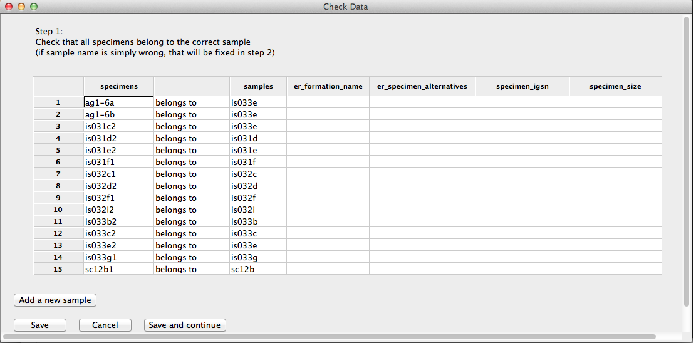 Check Data
Step 1:
Check that all specimens belong to the correct sample
(if sample name is simply wrong, that will be fixed in step 2)
specimens samples er_formation_name er_specimen_alternatives specimen_igsn specimen_size
1 ag1-6a belongs to is033e
2 ag1-6b belongs to is033e
3 is031c2 belongs to is033e
4 is031d2 belongs to is031d
5 is031e2 belongs to is031e
6 is031f1 belongs to is031f
7 is032c1 belongs to is032c
8 is032d2 belongs to is032d
9 is032f1 belongs to is032f
10 is032l2 belongs to is032l
11 is033b2 belongs to is033b
12 is033c2 belongs to is033c
13 is033e2 belongs to is033e
14 is033g1 belongs to is033g
15 sc12b1 belongs to sc12b
Add a new sample
Save Cancel Save and continue